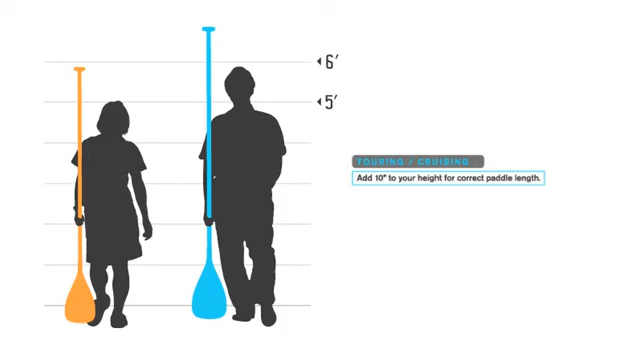 6′
5′
TOURING / CRUISING
Add 10" to your height for correct paddle length.